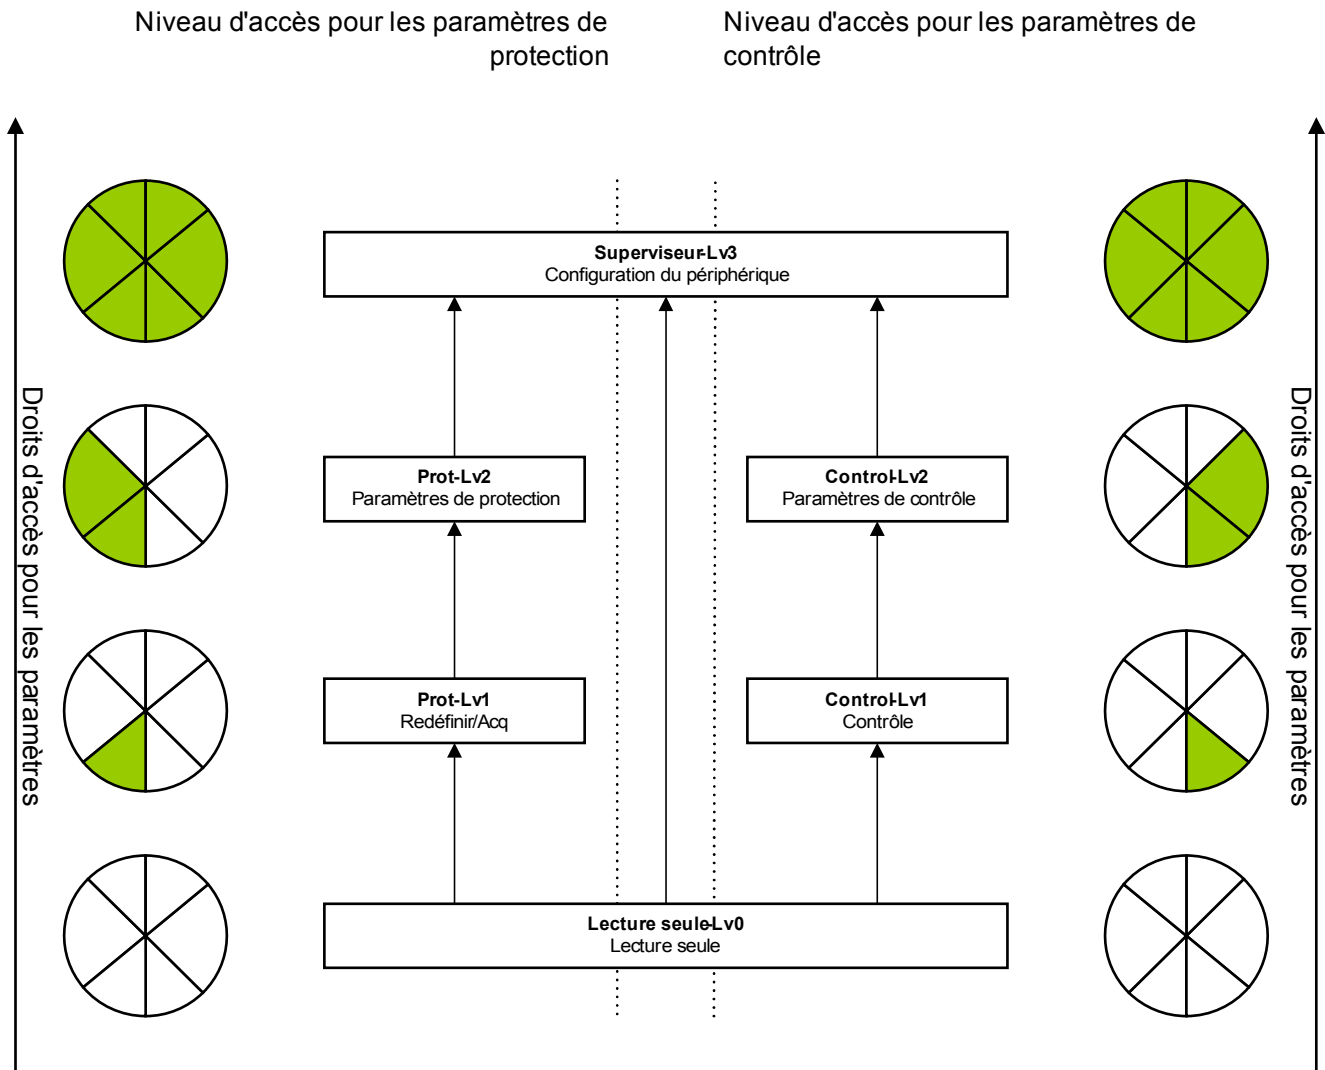 Niveau d'accès pour les paramètres de
protection
Niveau d'accès pour les paramètres de
contrôle
Droits d'accès pour les paramètres
Droits d'accès pour les paramètres
Superviseur-Lv3
Configuration du périphérique
Prot-Lv2
Paramètres de protection
Control-Lv2
Paramètres de contrôle
Prot-Lv1
Redéfinir/Acq
Control-Lv1
Contrôle
Lecture seule-Lv0
Lecture seule